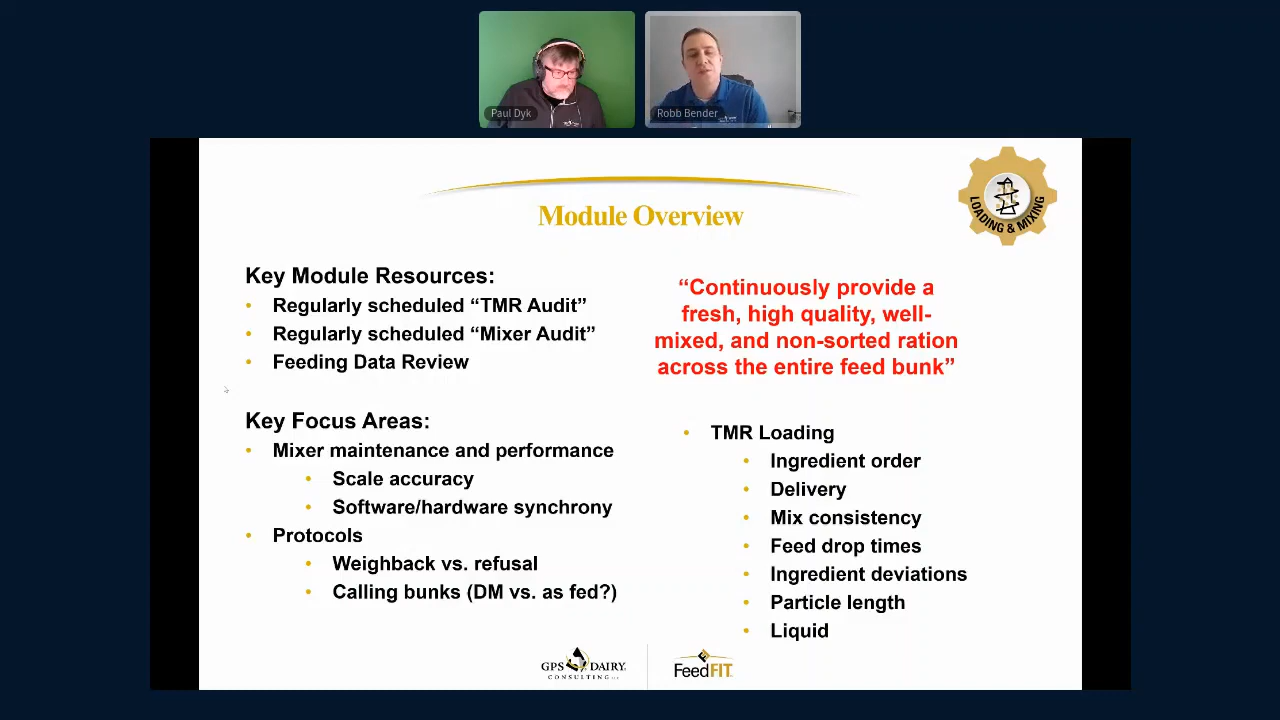 Paul Dyk
Robb Bender
LOADING & MIXING
Module Overview
Key Module Resources:
• Regularly scheduled “TMR Audit”
• Regularly scheduled “Mixer Audit”
• Feeding Data Review
“Continuously provide a
fresh, high quality, well-
mixed, and non-sorted ration
across the entire feed bunk”
Key Focus Areas:
• Mixer maintenance and performance
• Scale accuracy
• Software/hardware synchrony
• Protocols
• Weighback vs. refusal
• Calling bunks (DM vs. as fed?)
• TMR Loading
• Ingredient order
• Delivery
• Mix consistency
• Feed drop times
• Ingredient deviations
• Particle length
• Liquid
GPS DAIRY
CONSULTING
FeedFIT